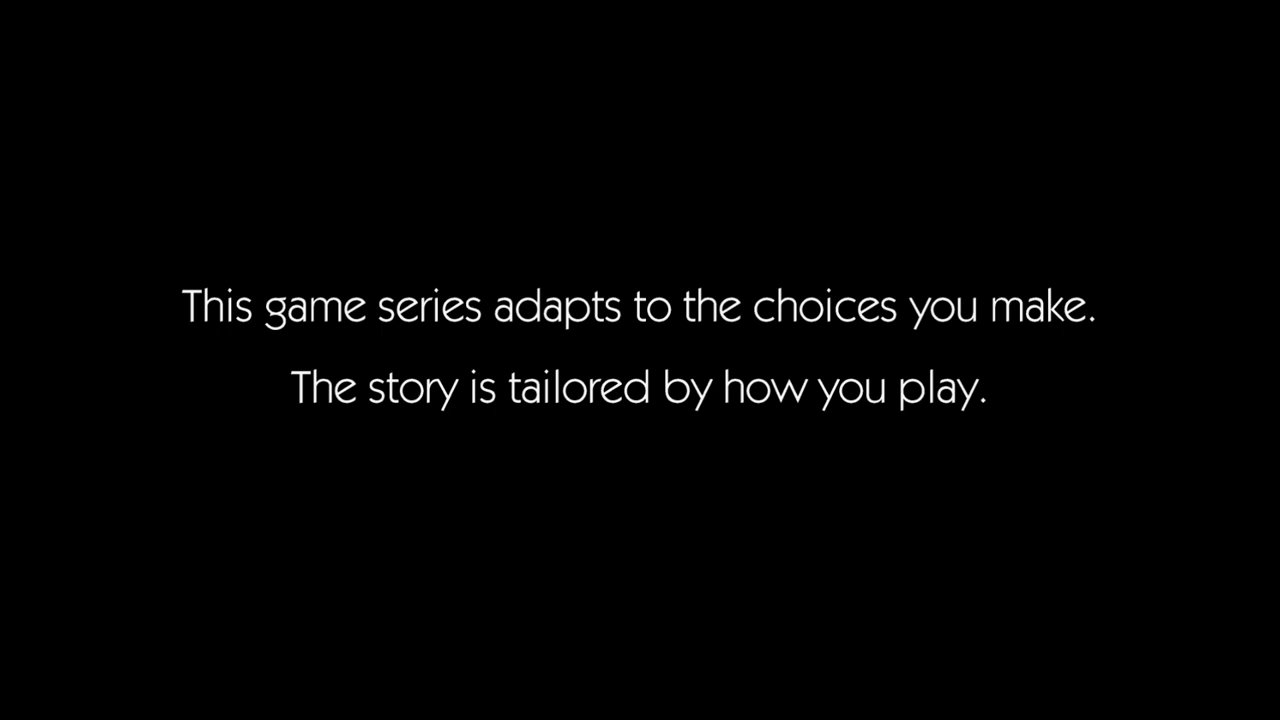 This game series adapts to the choices you make.
The story is tailored by how you play.